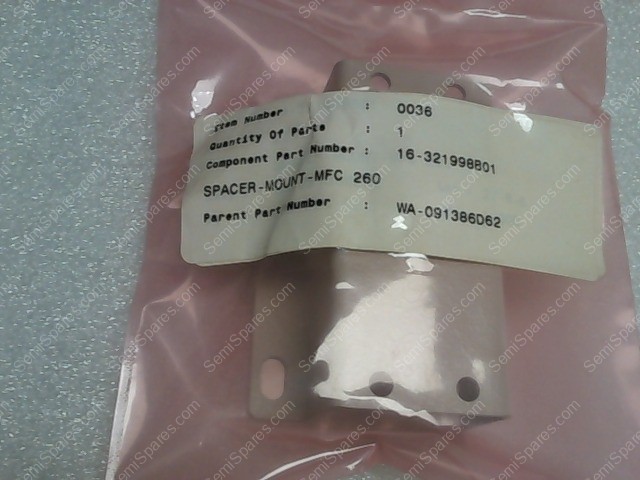 Item Number : 0036
Quantity Of Parts : 1
Component Part Number : 16-321998B01
SPACER-MOUNT-MFC 260
Parent Part Number : WA-091386D62
SemiSpares.com